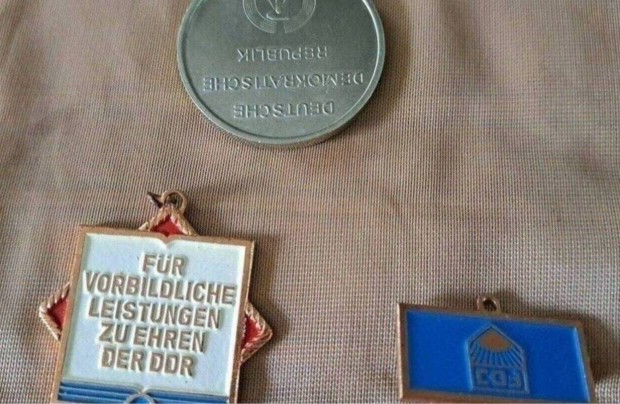 DEUTSCHE
DEMOKRATISCHE
REPUBLIK
FÜR
VORBILDLICHE
LEISTUNGEN
ZU EHREN
DER DDR